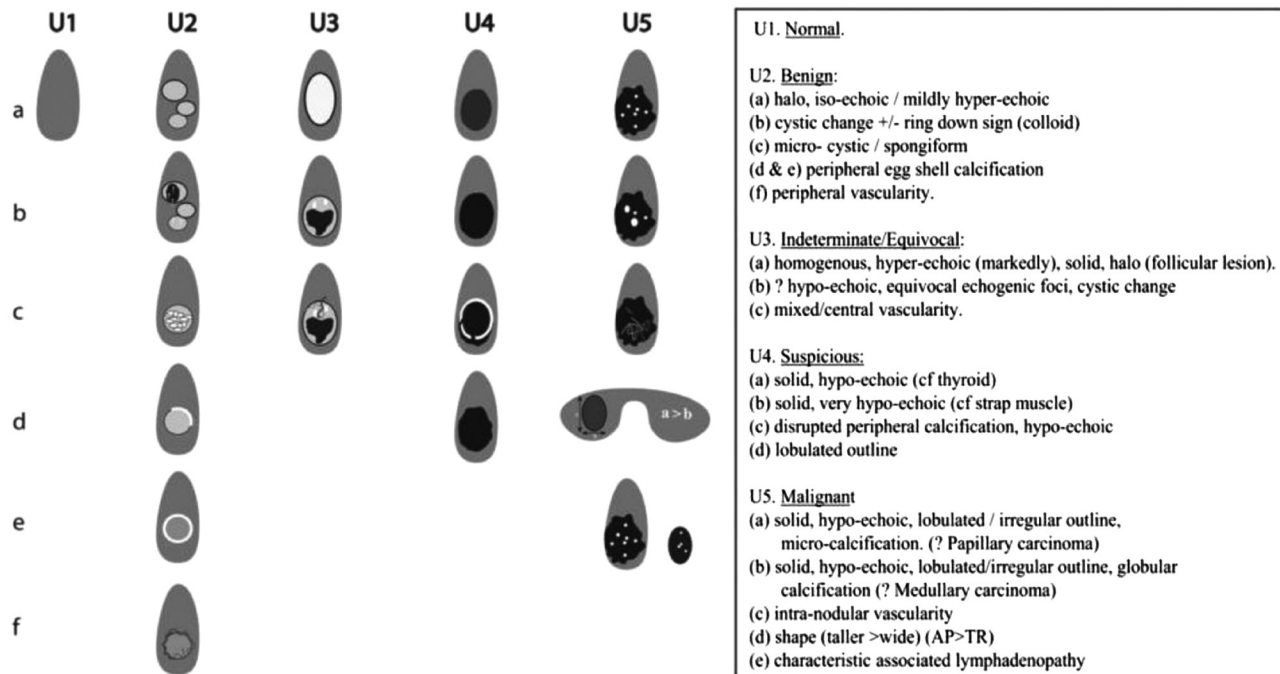 U1 U2 U3 U4 U5
a
b
c
d
a > b
e
f
U1. Normal.
U2. Benign:
(a) halo, iso-echoic / mildly hyper-echoic
(b) cystic change +/- ring down sign (colloid)
(c) micro- cystic / spongiform
(d & e) peripheral egg shell calcification
(f) peripheral vascularity.
U3. Indeterminate/Equivocal:
(a) homogenous, hyper-echoic (markedly), solid, halo (follicular lesion).
(b) ? hypo-echoic, equivocal echogenic foci, cystic change
(c) mixed/central vascularity.
U4. Suspicious:
(a) solid, hypo-echoic (cf thyroid)
(b) solid, very hypo-echoic (cf strap muscle)
(c) disrupted peripheral calcification, hypo-echoic
(d) lobulated outline
U5. Malignant
(a) solid, hypo-echoic, lobulated / irregular outline,
micro-calcification. (? Papillary carcinoma)
(b) solid, hypo-echoic, lobulated/irregular outline, globular
calcification (? Medullary carcinoma)
(c) intra-nodular vascularity
(d) shape (taller >wide) (AP>TR)
(e) characteristic associated lymphadenopathy